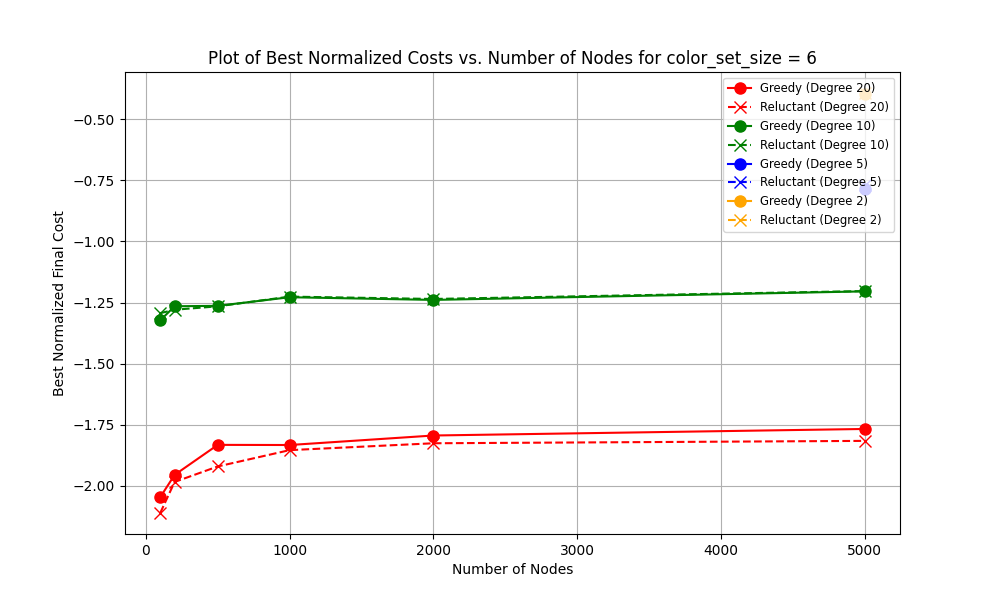 Plot of Best Normalized Costs vs. Number of Nodes for color_set_size = 6
Greedy (Degree 20)
Reluctant (Degree 20)
Greedy (Degree 10)
Reluctant (Degree 10)
Greedy (Degree 5)
Reluctant (Degree 5)
Greedy (Degree 2)
Reluctant (Degree 2)
Best Normalized Final Cost
−0.50
−0.75
−1.00
−1.25
−1.50
−1.75
−2.00
0 1000 2000 3000 4000 5000
Number of Nodes